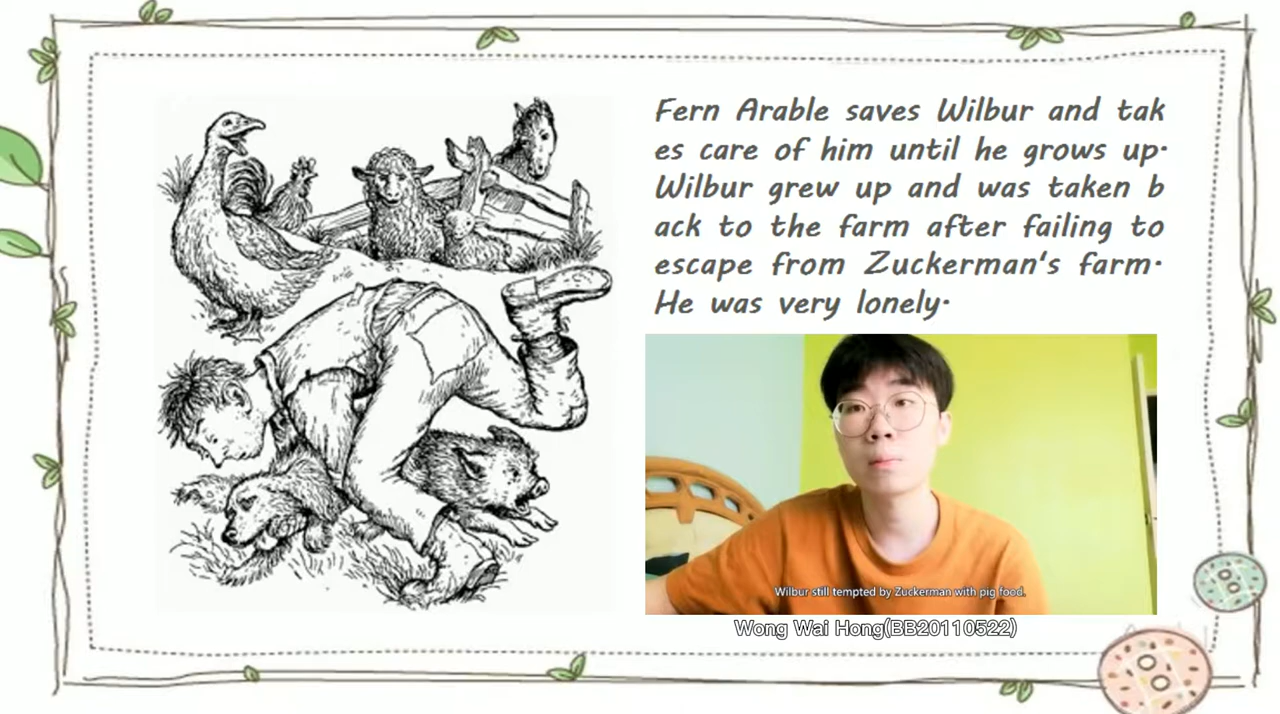 Fern Arable saves Wilbur and tak
es care of him until he grows up.
Wilbur grew up and was taken b
ack to the farm after failing to
escape from Zuckerman's farm.
He was very lonely.
Wilbur still tempted by Zuckerman with pig food.
Wong Wai Hong(BB20110522)